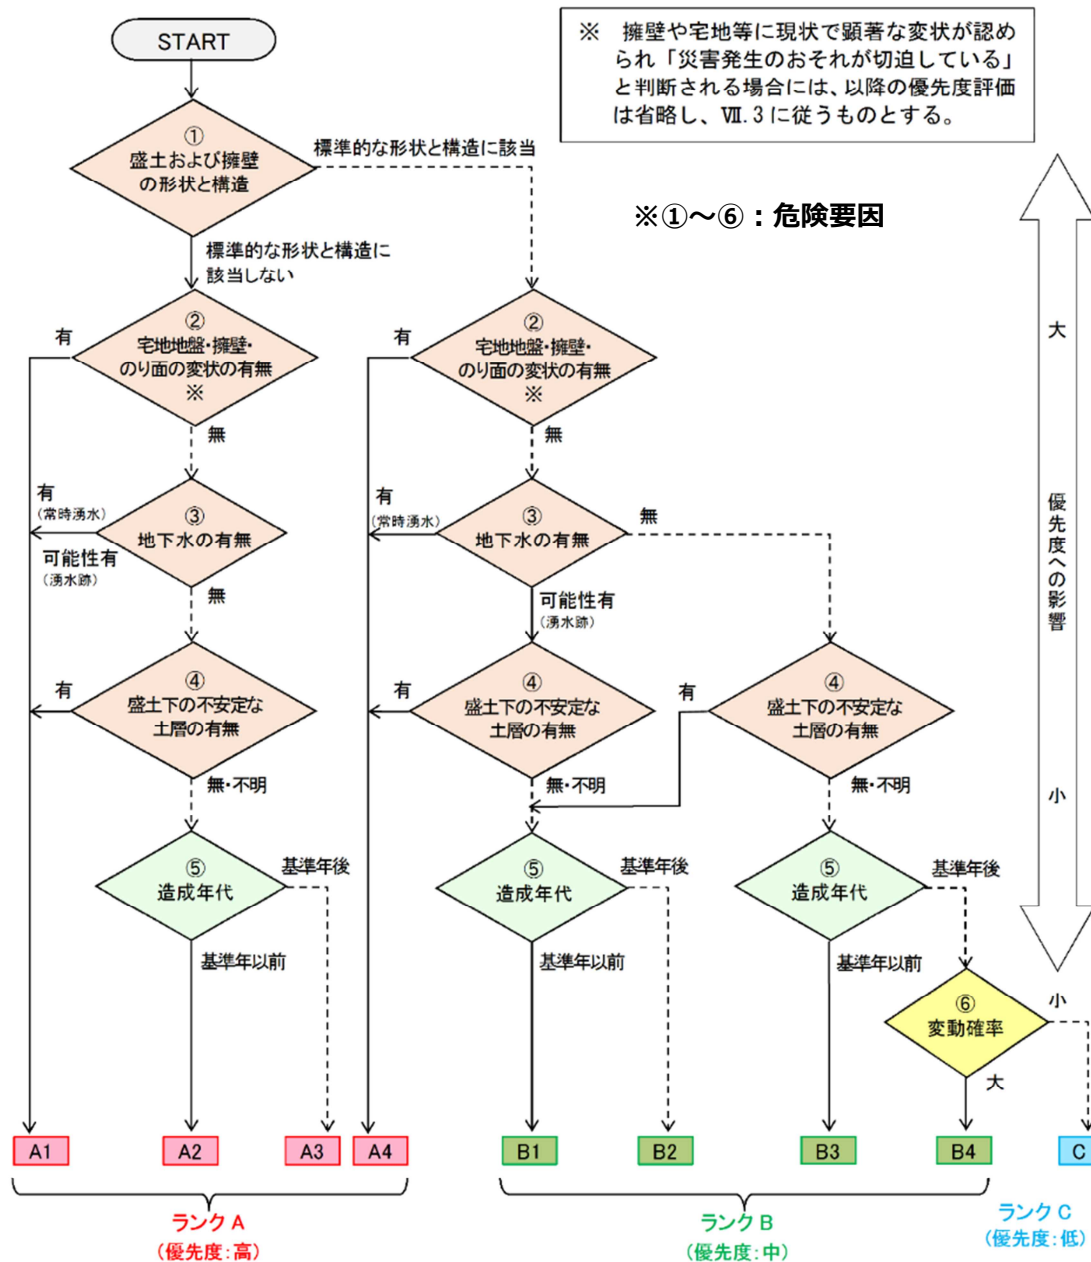 START
※ 擁壁や宅地等に現状で顕著な変状が認め
られ「災害発生のおそれが切迫している」
と判断される場合には、以降の優先度評価
は省略し、Ⅶ.3 に従うものとする。
①
盛土および擁壁
の形状と構造
標準的な形状と構造に該当
※①～⑥：危険要因
標準的な形状と構造に
該当しない
有
②
宅地地盤・擁壁・
のり面の変状の有無
※
無
有
②
宅地地盤・擁壁・
のり面の変状の有無
※
無
大
優先度への影響
小
有
(常時湧水)
可能性有
(湧水跡)
③
地下水の有無
無
有
(常時湧水)
③
地下水の有無
無
可能性有
(湧水跡)
有
④
盛土下の不安定な
土層の有無
無・不明
有
④
盛土下の不安定な
土層の有無
無・不明
有
④
盛土下の不安定な
土層の有無
無・不明
⑤
造成年代
基準年後
基準年以前
⑤
造成年代
基準年後
基準年以前
⑤
造成年代
基準年後
基準年以前
⑥
変動確率
小
大
A1
A2
A3
A4
B1
B2
B3
B4
C
ランク A
(優先度：高)
ランク B
(優先度：中)
ランク C
(優先度：低)